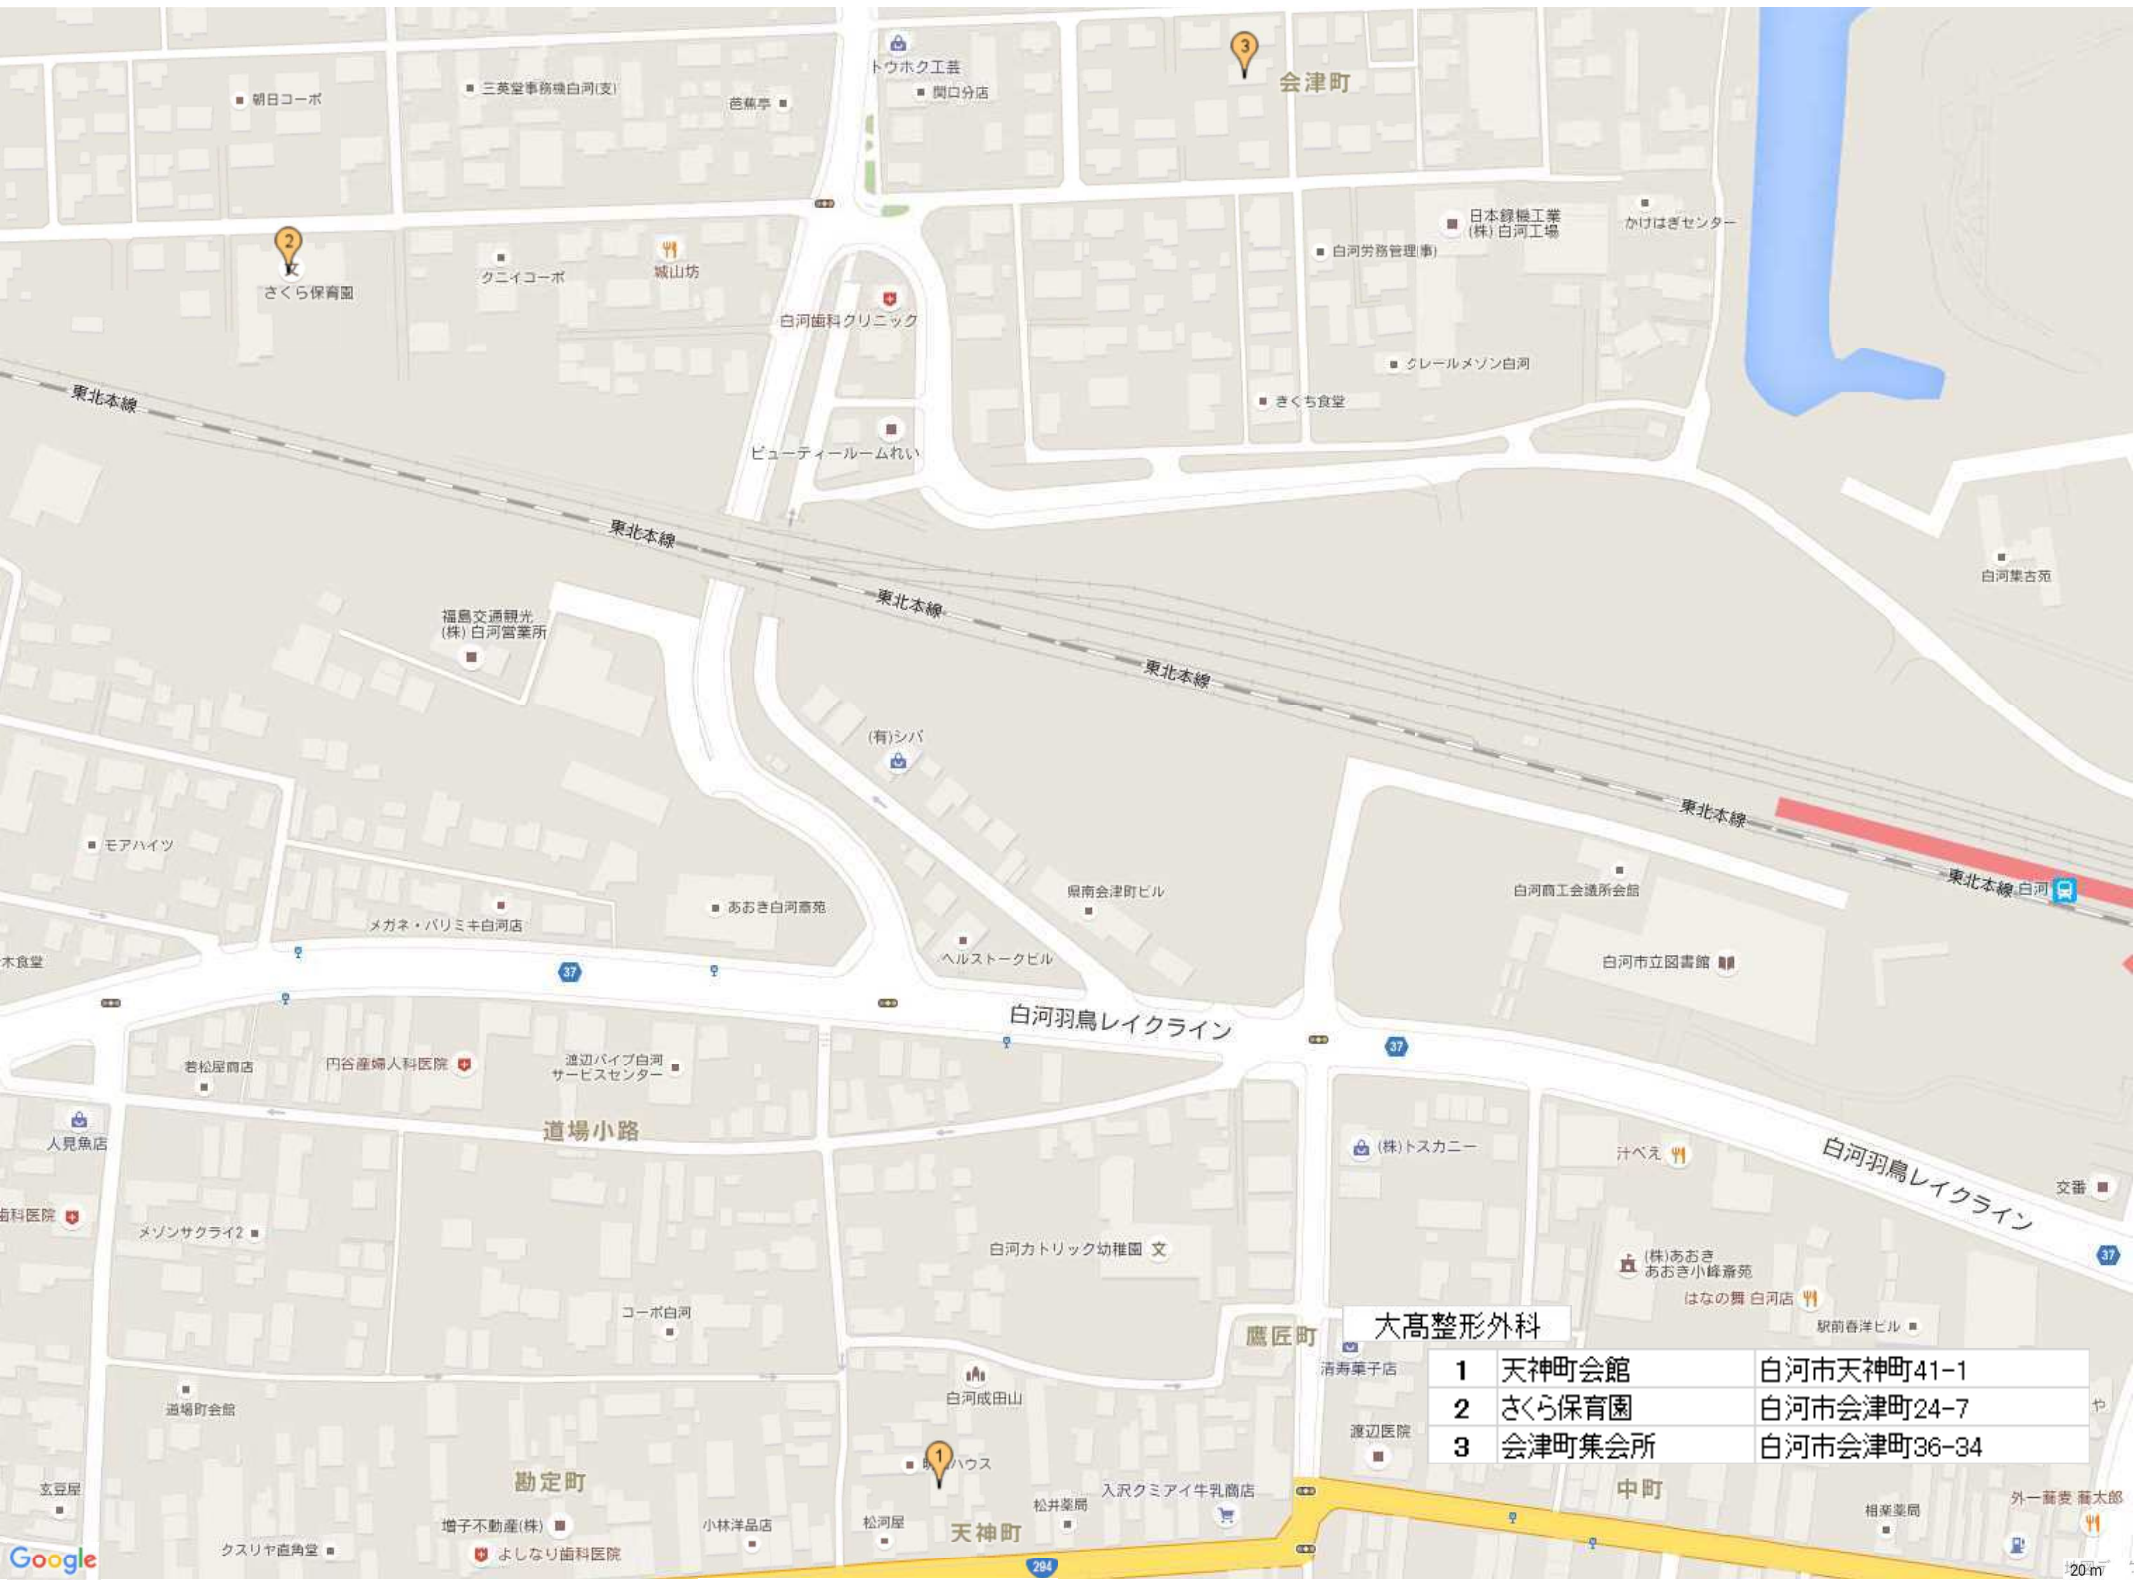 トウホク工芸
関口分店
3
会津町
朝日コーポ
三英堂事務機白河(支)
芭蕉亭
2
さくら保育園
クニイコーポ
城山坊
白河歯科クリニック
日本緑機工業
(株) 白河工場
かけはぎセンター
白河労務管理(事)
クレールメゾン白河
きくち食堂
ビューティールームれい
東北本線
東北本線
東北本線
東北本線
東北本線
東北本線
白河
白河集古苑
福島交通観光
(株) 白河営業所
(有)シバ
モアハイツ
メガネ・パリミキ白河店
あおき白河斎苑
県南会津町ビル
ヘルストークビル
白河商工会議所会館
白河市立図書館
木食堂
37
白河羽鳥レイクライン
37
若松屋商店
円谷産婦人科医院
渡辺パイプ白河
サービスセンター
人見魚店
道場小路
(株)トスカニー
汁べえ
白河羽鳥レイクライン
交番
37
歯科医院
メゾンサクライ2
白河カトリック幼稚園
(株)あおき
あおき小峰斎苑
はなの舞 白河店
駅前春洋ビル
コーポ白河
鷹匠町
大髙整形外科
清寿菓子店
1 天神町会館 白河市天神町41-1
2 さくら保育園 白河市会津町24-7
3 会津町集会所 白河市会津町36-34
や
道場町会館
白河成田山
渡辺医院
1
ハウス
勘定町
玄豆屋
増子不動産(株)
小林洋品店
松河屋
天神町
松井薬局
入沢クミアイ牛乳商店
中町
相楽薬局
外一蕎麦 蕎太郎
クスリヤ直角堂
よしなり歯科医院
294
Google
20 m